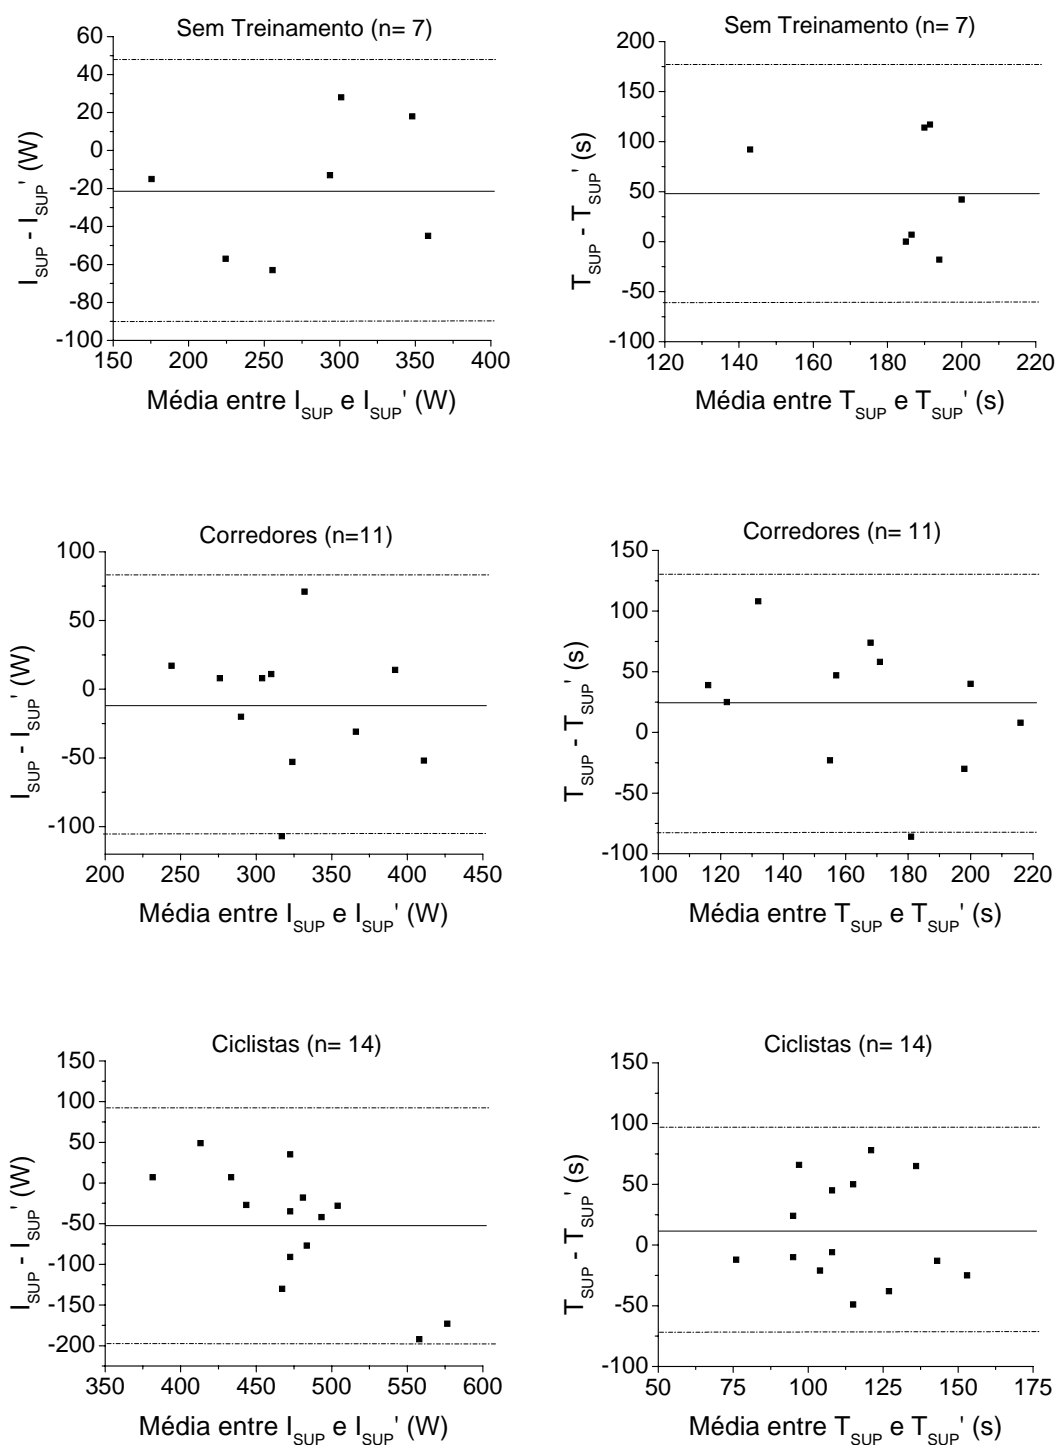 Sem Treinamento (n= 7)
60
40
20
0
-20
-40
-60
-80
-100
I_SUP - I_SUP' (W)
150 200 250 300 350 400
Média entre I_SUP e I_SUP' (W)
Sem Treinamento (n= 7)
200
150
100
50
0
-50
-100
T_SUP - T_SUP' (s)
120 140 160 180 200 220
Média entre T_SUP e T_SUP' (s)
Corredores (n=11)
100
50
0
-50
-100
I_SUP - I_SUP' (W)
200 250 300 350 400 450
Média entre I_SUP e I_SUP' (W)
Corredores (n= 11)
150
100
50
0
-50
-100
T_SUP - T_SUP' (s)
100 120 140 160 180 200 220
Média entre T_SUP e T_SUP' (s)
Ciclistas (n= 14)
150
100
50
0
-50
-100
-150
-200
I_SUP - I_SUP' (W)
350 400 450 500 550 600
Média entre I_SUP e I_SUP' (W)
Ciclistas (n= 14)
150
100
50
0
-50
-100
T_SUP - T_SUP' (s)
50 75 100 125 150 175
Média entre T_SUP e T_SUP' (s)